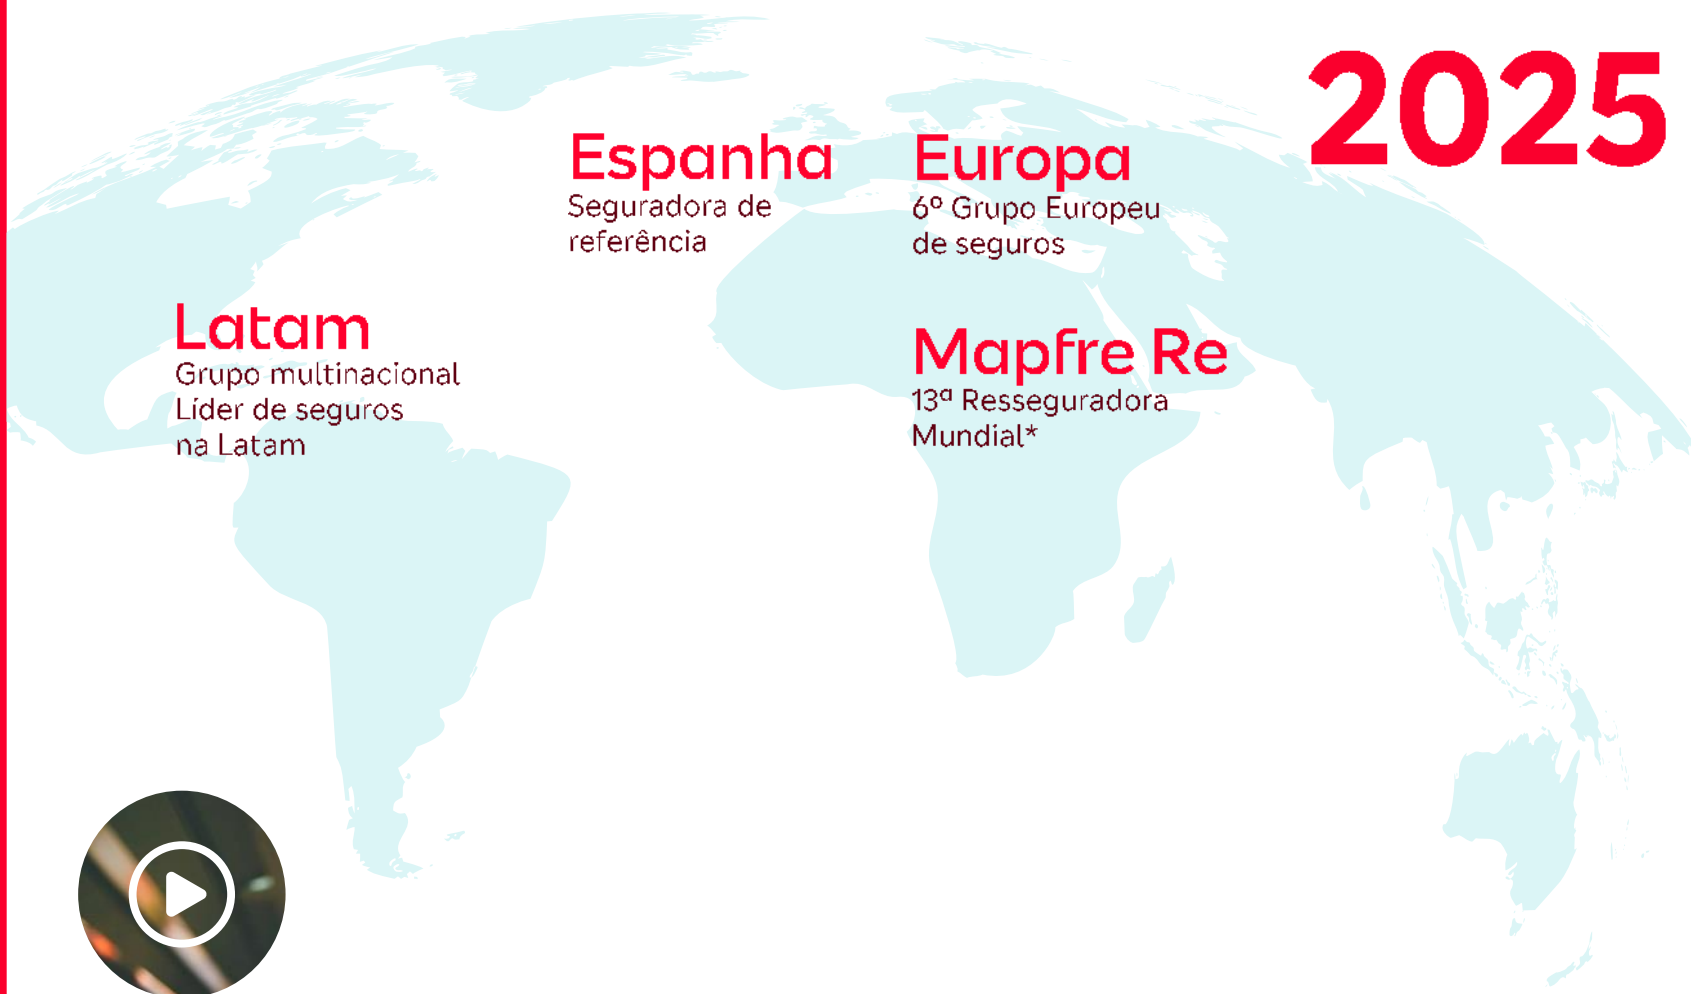 2025
Espanha
Seguradora de
referência
Europa
6º Grupo Europeu
de seguros
Latam
Grupo multinacional
Líder de seguros
na Latam
Mapfre Re
13ª Resseguradora
Mundial*